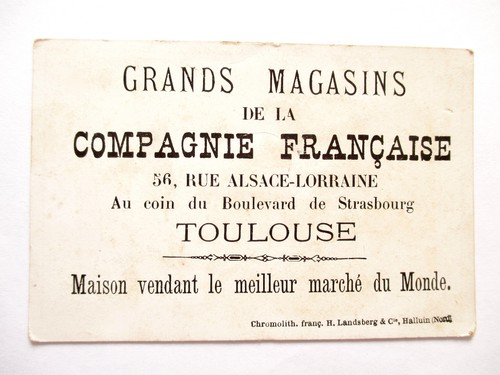 GRANDS MAGASINS
DE LA
COMPAGNIE FRANÇAISE
56, RUE ALSACE-LORRAINE
Au coin du Boulevard de Strasbourg
TOULOUSE
Maison vendant le meilleur marché du Monde.
Chromolith. franç. H. Landsberg & Cie, Halluin (Nord)